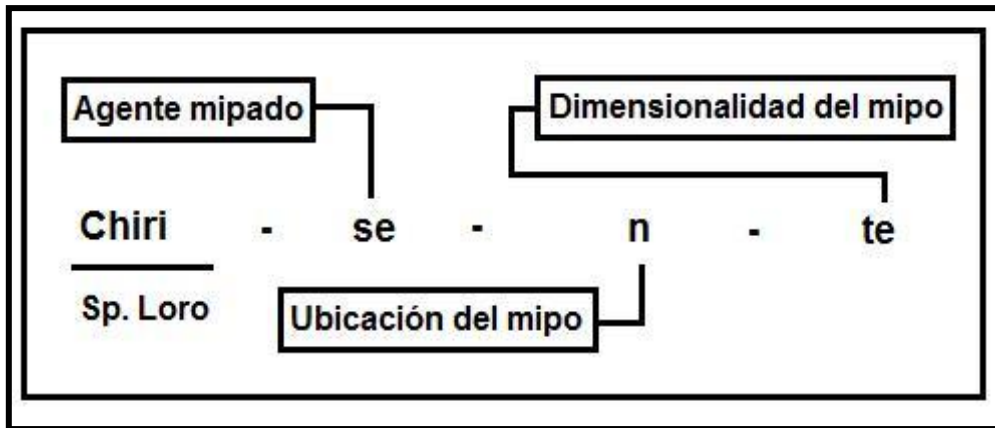 Agente mipado
Dimensionalidad del mipo
Chiri - se - n - te
Sp. Loro
Ubicación del mipo